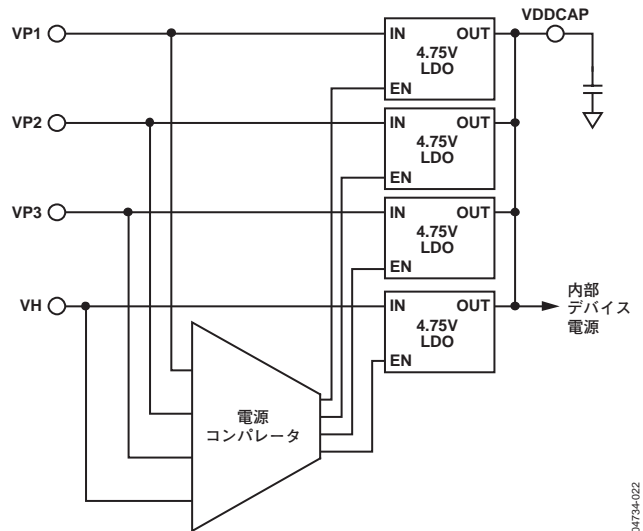 VP1
IN OUT
4.75V
LDO
EN
VDDCAP
VP2
IN OUT
4.75V
LDO
EN
VP3
IN OUT
4.75V
LDO
EN
VH
IN OUT
4.75V
LDO
EN
内部
デバイス
電源
電源
コンパレータ
04734-022